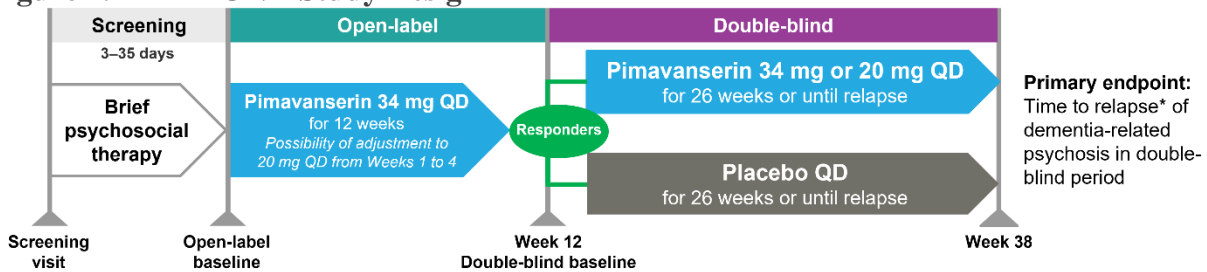 Screening
Open-label
Double-blind
3–35 days
Brief
psychosocial
therapy
Pimavanserin 34 mg QD
for 12 weeks
Possibility of adjustment to
20 mg QD from Weeks 1 to 4
Responders
Pimavanserin 34 mg or 20 mg QD
for 26 weeks or until relapse
Placebo QD
for 26 weeks or until relapse
Primary endpoint:
Time to relapse* of
dementia-related
psychosis in double-
blind period
Screening
visit
Open-label
baseline
Week 12
Double-blind baseline
Week 38